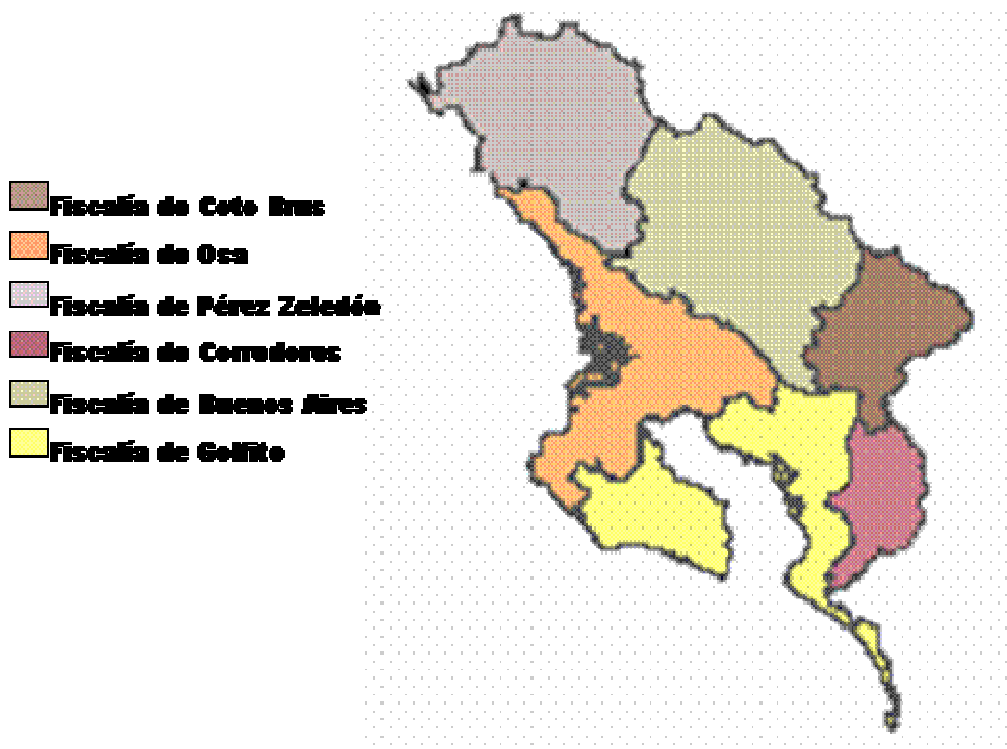 Fiscalía de Coto Brus
Fiscalía de Osa
Fiscalía de Pérez Zeledón
Fiscalía de Corredores
Fiscalía de Buenos Aires
Fiscalía de Golfito